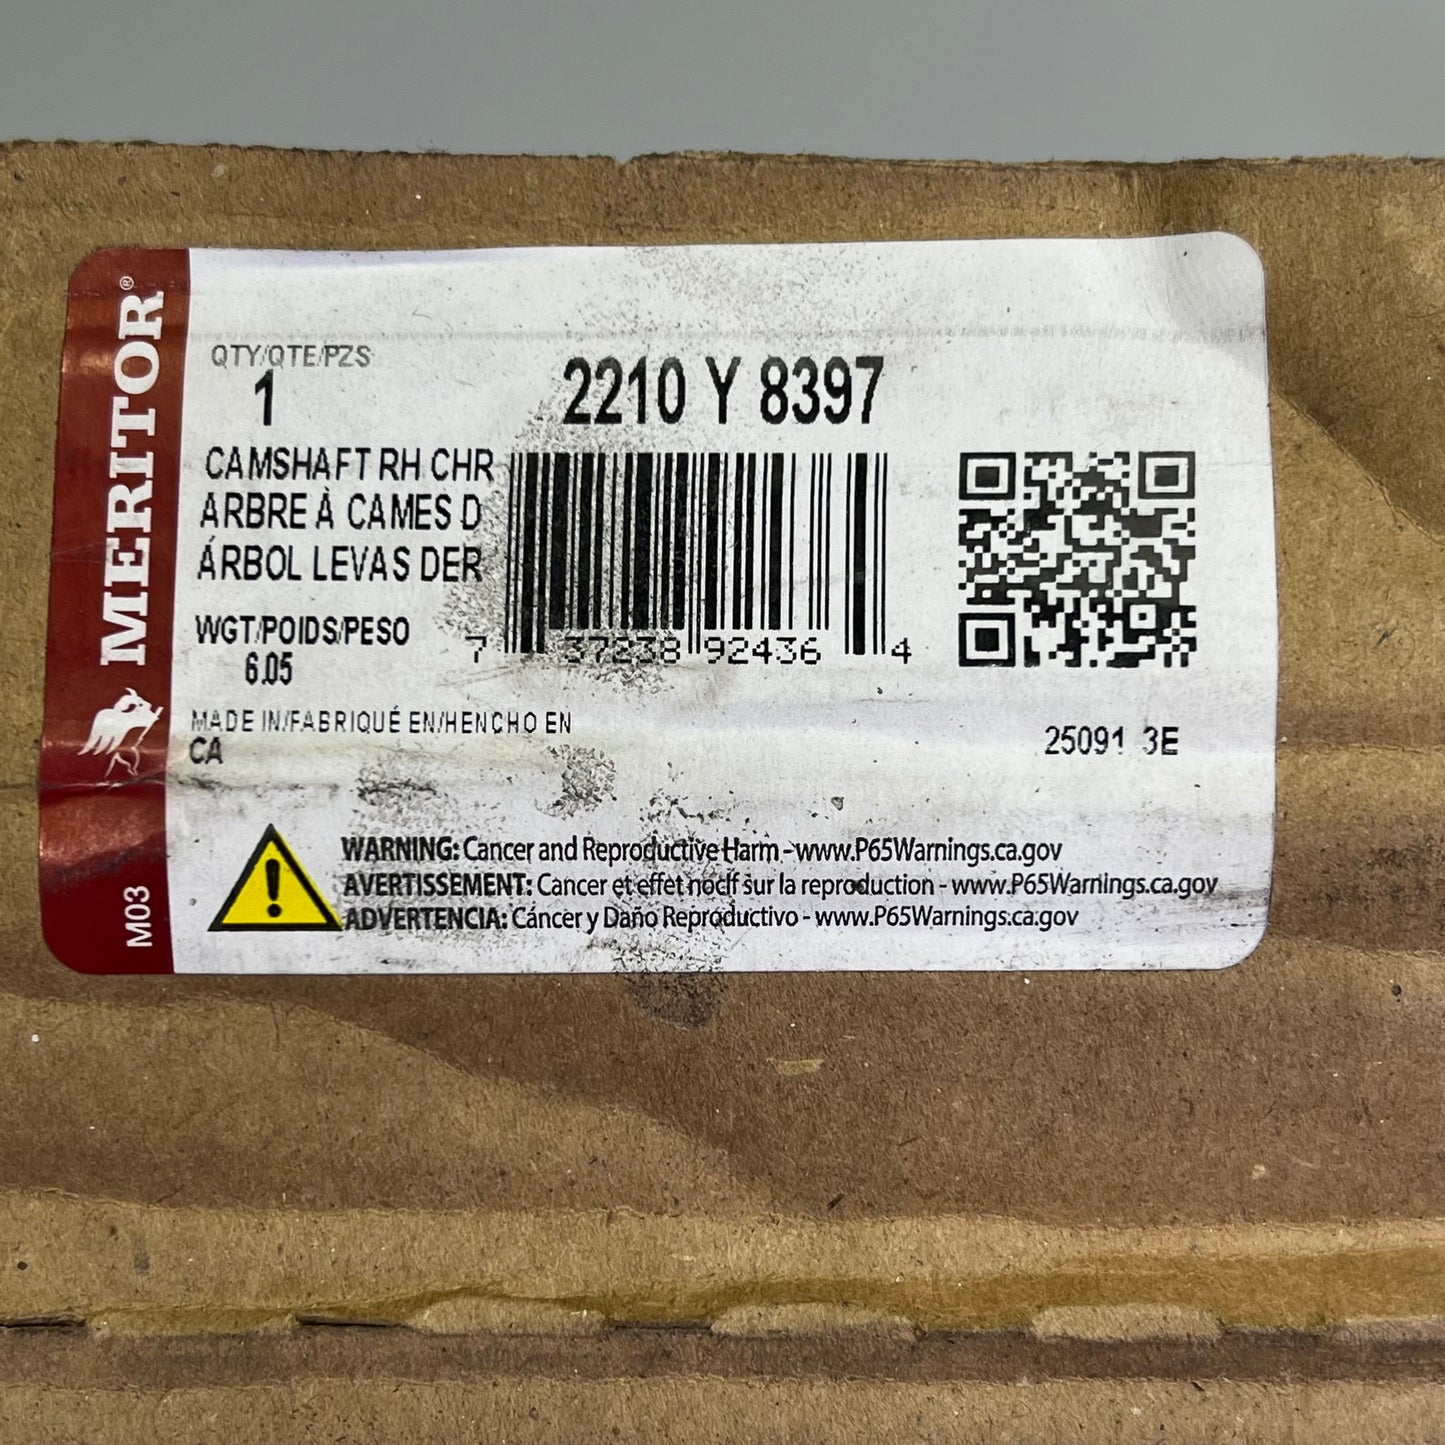 MERITOR®
M03
QTY/QTE/PZS
1
2210 Y 8397
CAMSHAFT RH CHR
ARBRE À CAMES D
ÁRBOL LEVAS DER
WGT/POIDS/PESO
6.05
7 37238 92436 4
MADE IN/FABRIQUÉ EN/HENCHO EN
CA
25091 3E
WARNING: Cancer and Reproductive Harm - www.P65Warnings.ca.gov
AVERTISSEMENT: Cancer et effet nocif sur la reproduction - www.P65Warnings.ca.gov
ADVERTENCIA: Cáncer y Daño Reproductivo - www.P65Warnings.ca.gov